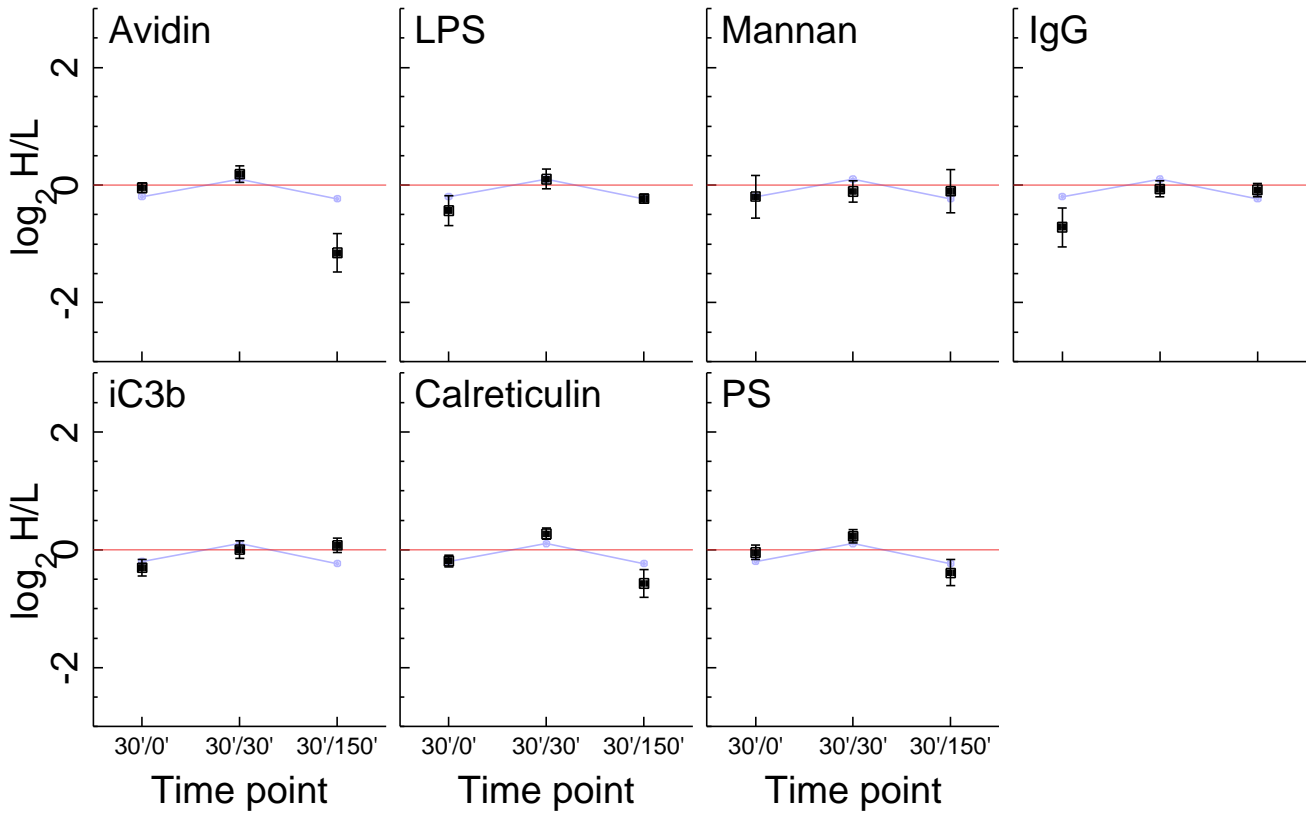 Avidin LPS Mannan IgG
2
0
-2
log2 H/L
iC3b Calreticulin PS
2
0
-2
log2 H/L
30'/0' 30'/30' 30'/150' 30'/0' 30'/30' 30'/150' 30'/0' 30'/30' 30'/150'
Time point Time point Time point